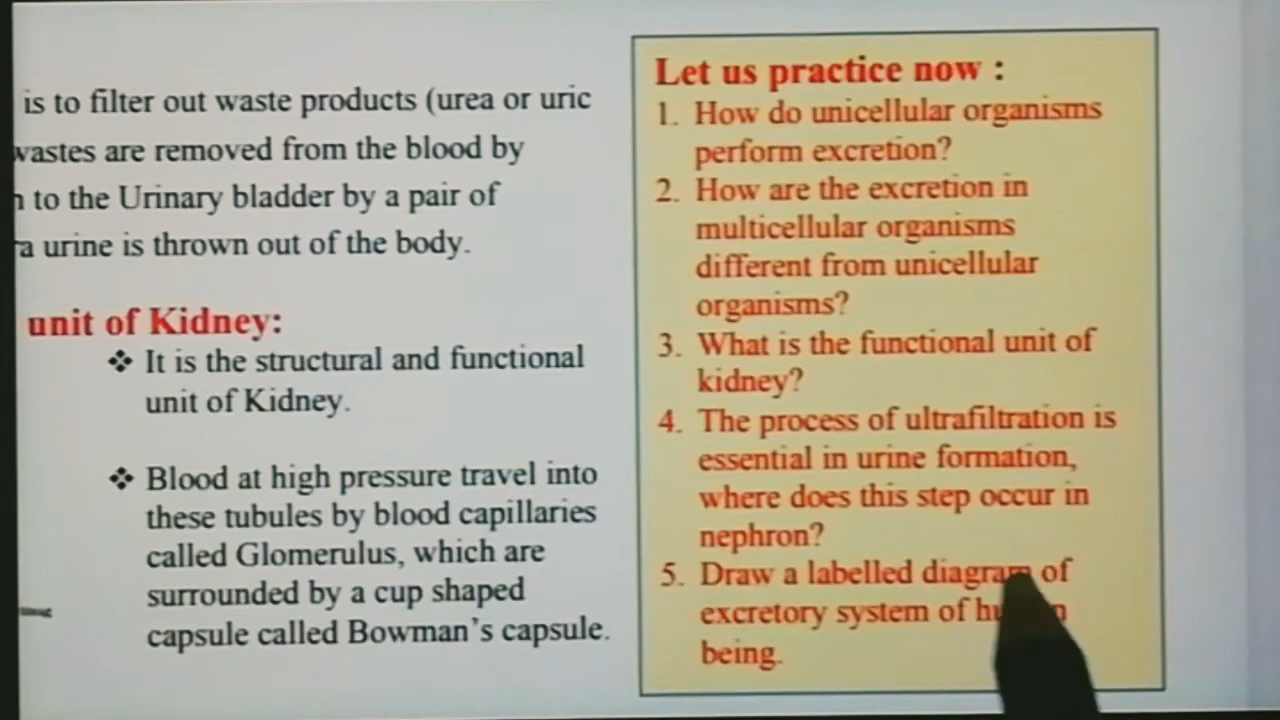 is to filter out waste products (urea or uric
wastes are removed from the blood by
to the Urinary bladder by a pair of
urine is thrown out of the body.
unit of Kidney:
❖ It is the structural and functional
unit of Kidney.
❖ Blood at high pressure travel into
these tubules by blood capillaries
called Glomerulus, which are
surrounded by a cup shaped
capsule called Bowman's capsule.
Let us practice now :
1. How do unicellular organisms
perform excretion?
2. How are the excretion in
multicellular organisms
different from unicellular
organisms?
3. What is the functional unit of
kidney?
4. The process of ultrafiltration is
essential in urine formation,
where does this step occur in
nephron?
5. Draw a labelled diagram of
excretory system of human
being.